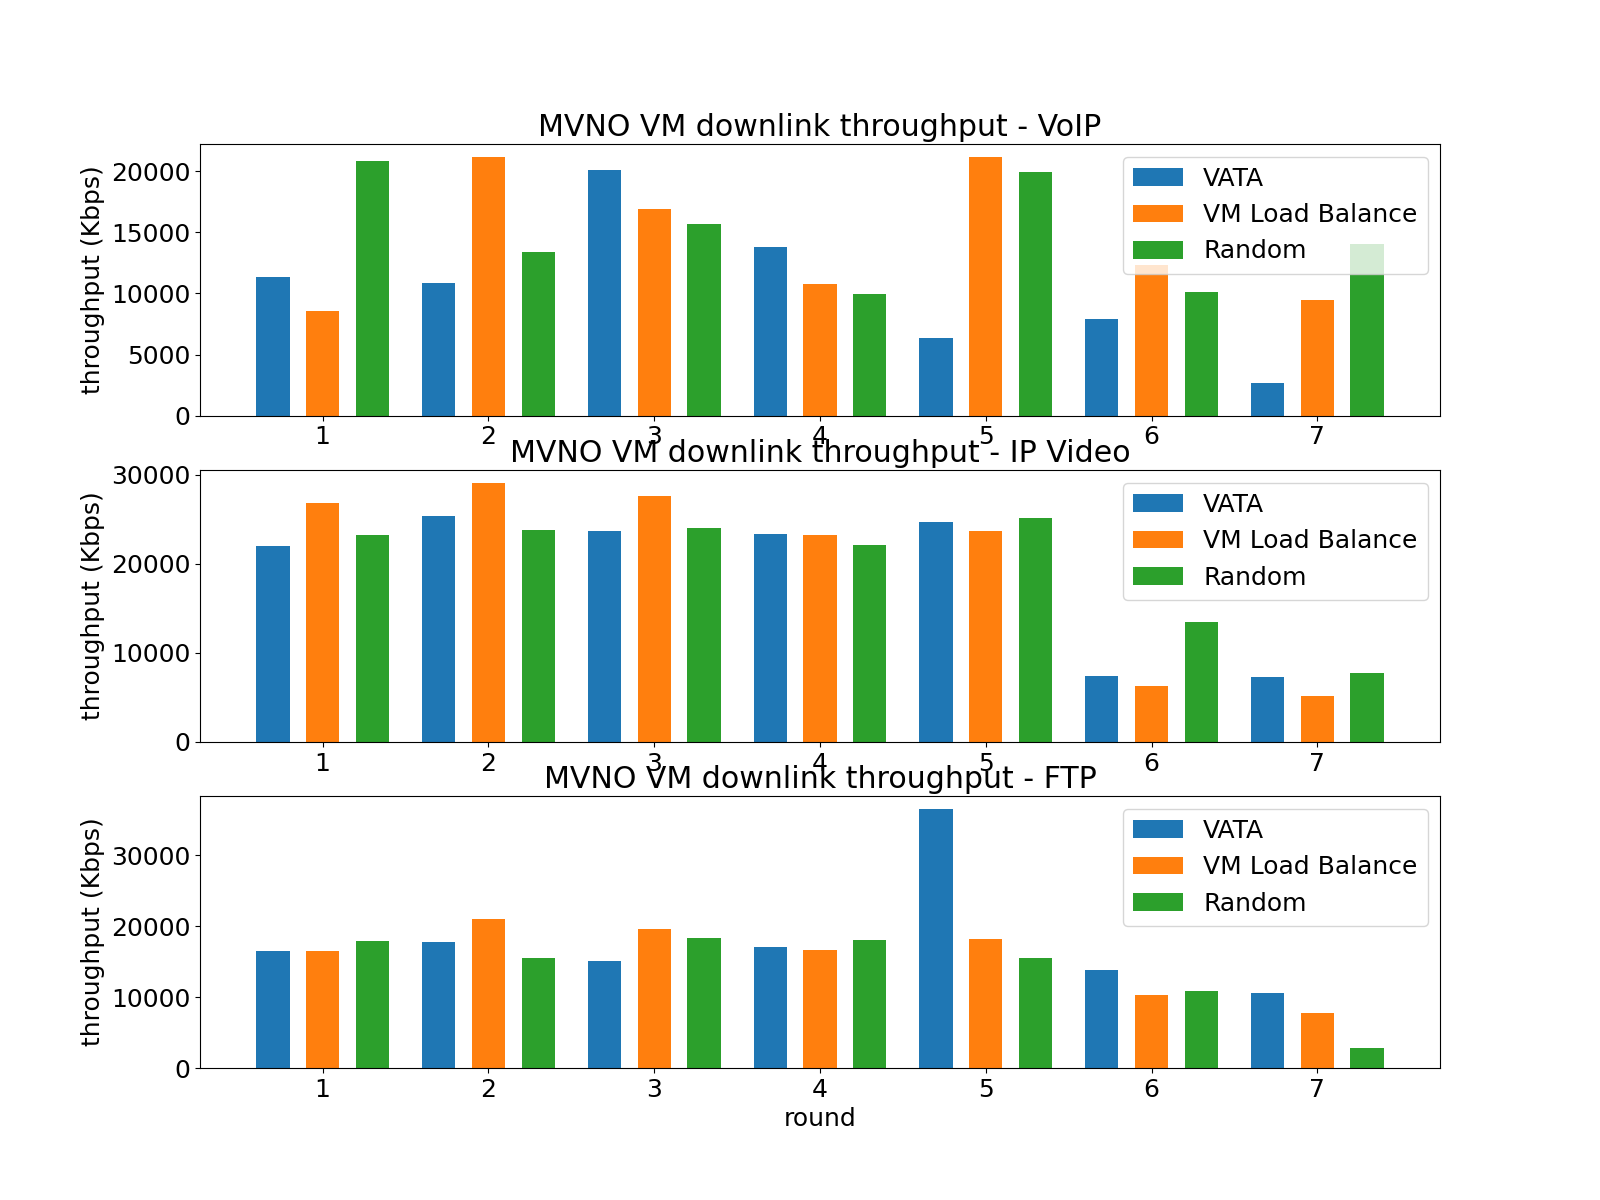 MVNO VM downlink throughput - VoIP
throughput (Kbps)
20000
15000
10000
5000
0
VATA
VM Load Balance
Random
1 2 3 4 5 6 7
MVNO VM downlink throughput - IP Video
throughput (Kbps)
30000
20000
10000
0
VATA
VM Load Balance
Random
1 2 3 4 5 6 7
MVNO VM downlink throughput - FTP
throughput (Kbps)
30000
20000
10000
0
VATA
VM Load Balance
Random
1 2 3 4 5 6 7
round